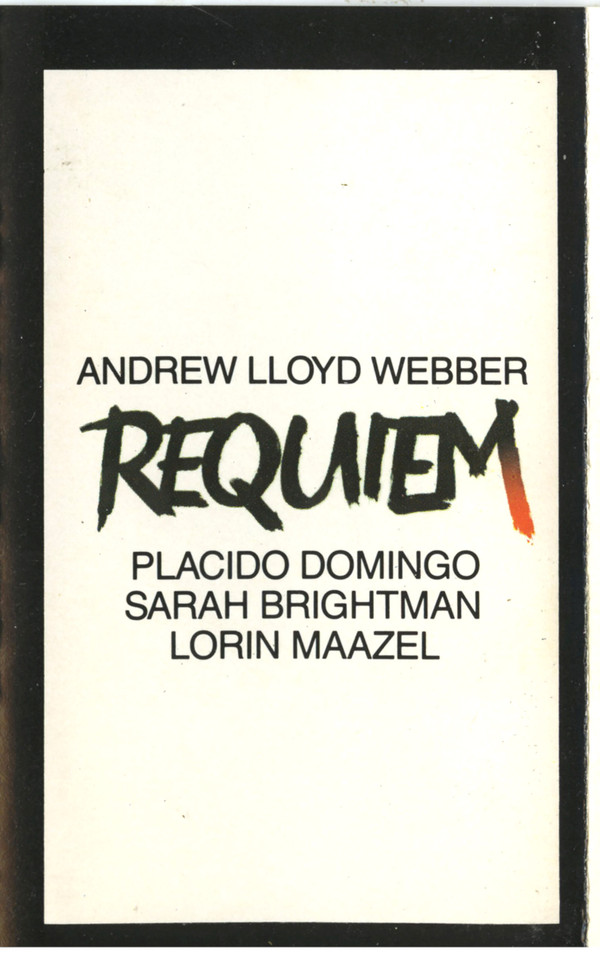 ANDREW LLOYD WEBBER
REQUIEM
PLACIDO DOMINGO
SARAH BRIGHTMAN
LORIN MAAZEL